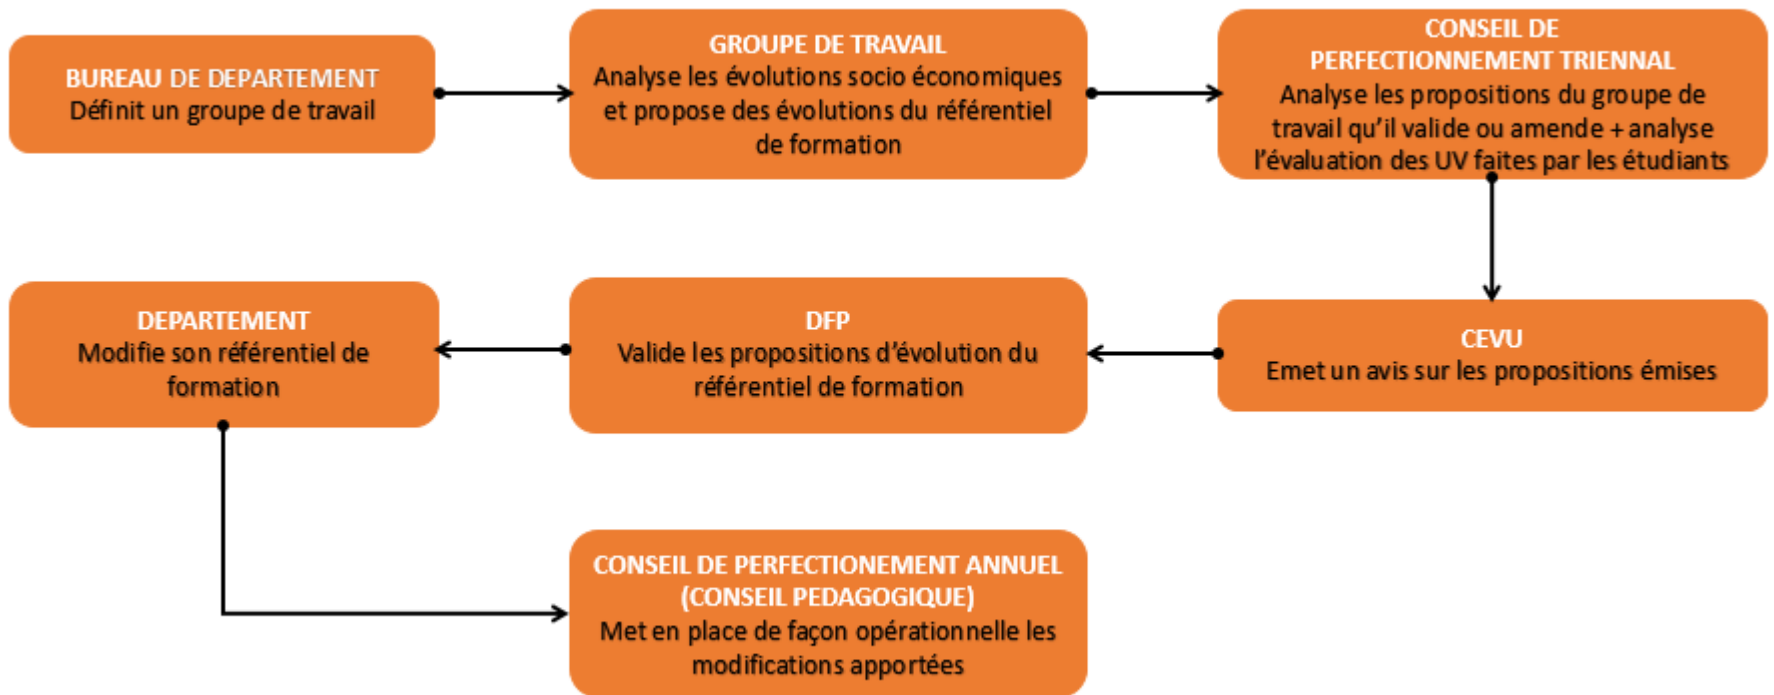 BUREAU DE DEPARTEMENT
Définit un groupe de travail
GROUPE DE TRAVAIL
Analyse les évolutions socio économiques
et propose des évolutions du référentiel
de formation
CONSEIL DE
PERFECTIONNEMENT TRIENNAL
Analyse les propositions du groupe de
travail qu’il valide ou amende + analyse
l’évaluation des UV faites par les étudiants
DEPARTEMENT
Modifie son référentiel de
formation
DFP
Valide les propositions d’évolution du
référentiel de formation
CEVU
Emet un avis sur les propositions émises
CONSEIL DE PERFECTIONEMENT ANNUEL
(CONSEIL PEDAGOGIQUE)
Met en place de façon opérationnelle les
modifications apportées